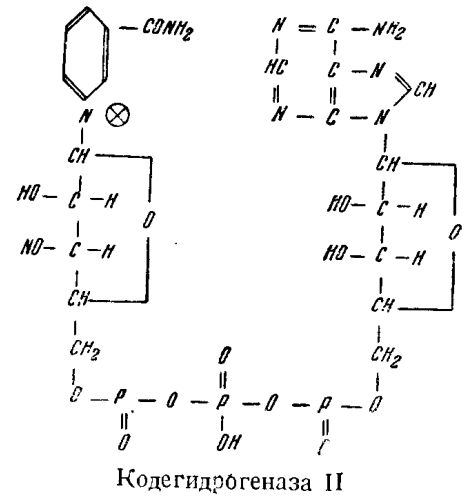 —CONH₂ N = C – NH₂
HC C – N
CH
N ⊗ N – C – N
CH CH
HO– C –H HO– C –H
O O
NO– C –H HO– C –H
CH CH
CH₂ O CH₂
O – P – O – P – O – P – O
O OH
Кодегидрогеназа II